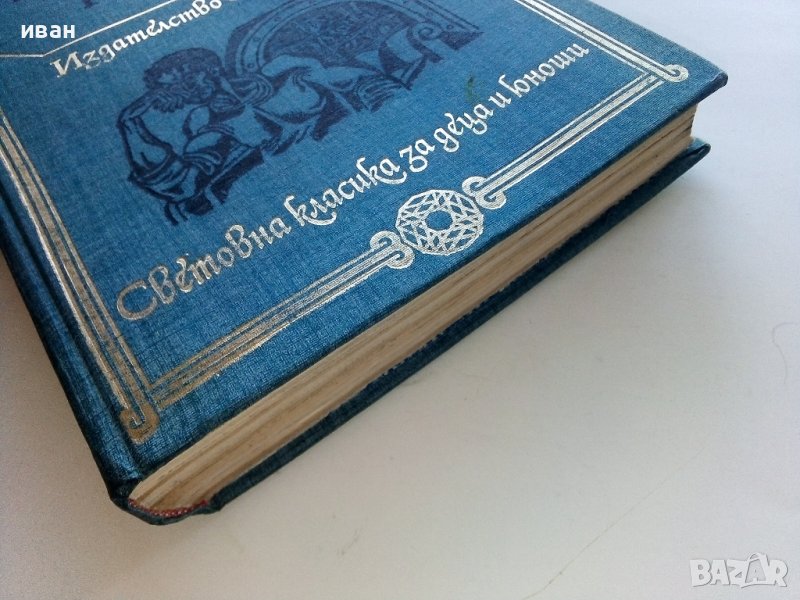 иван
Издателство
Световна класика за деца и юноши
BAZAR